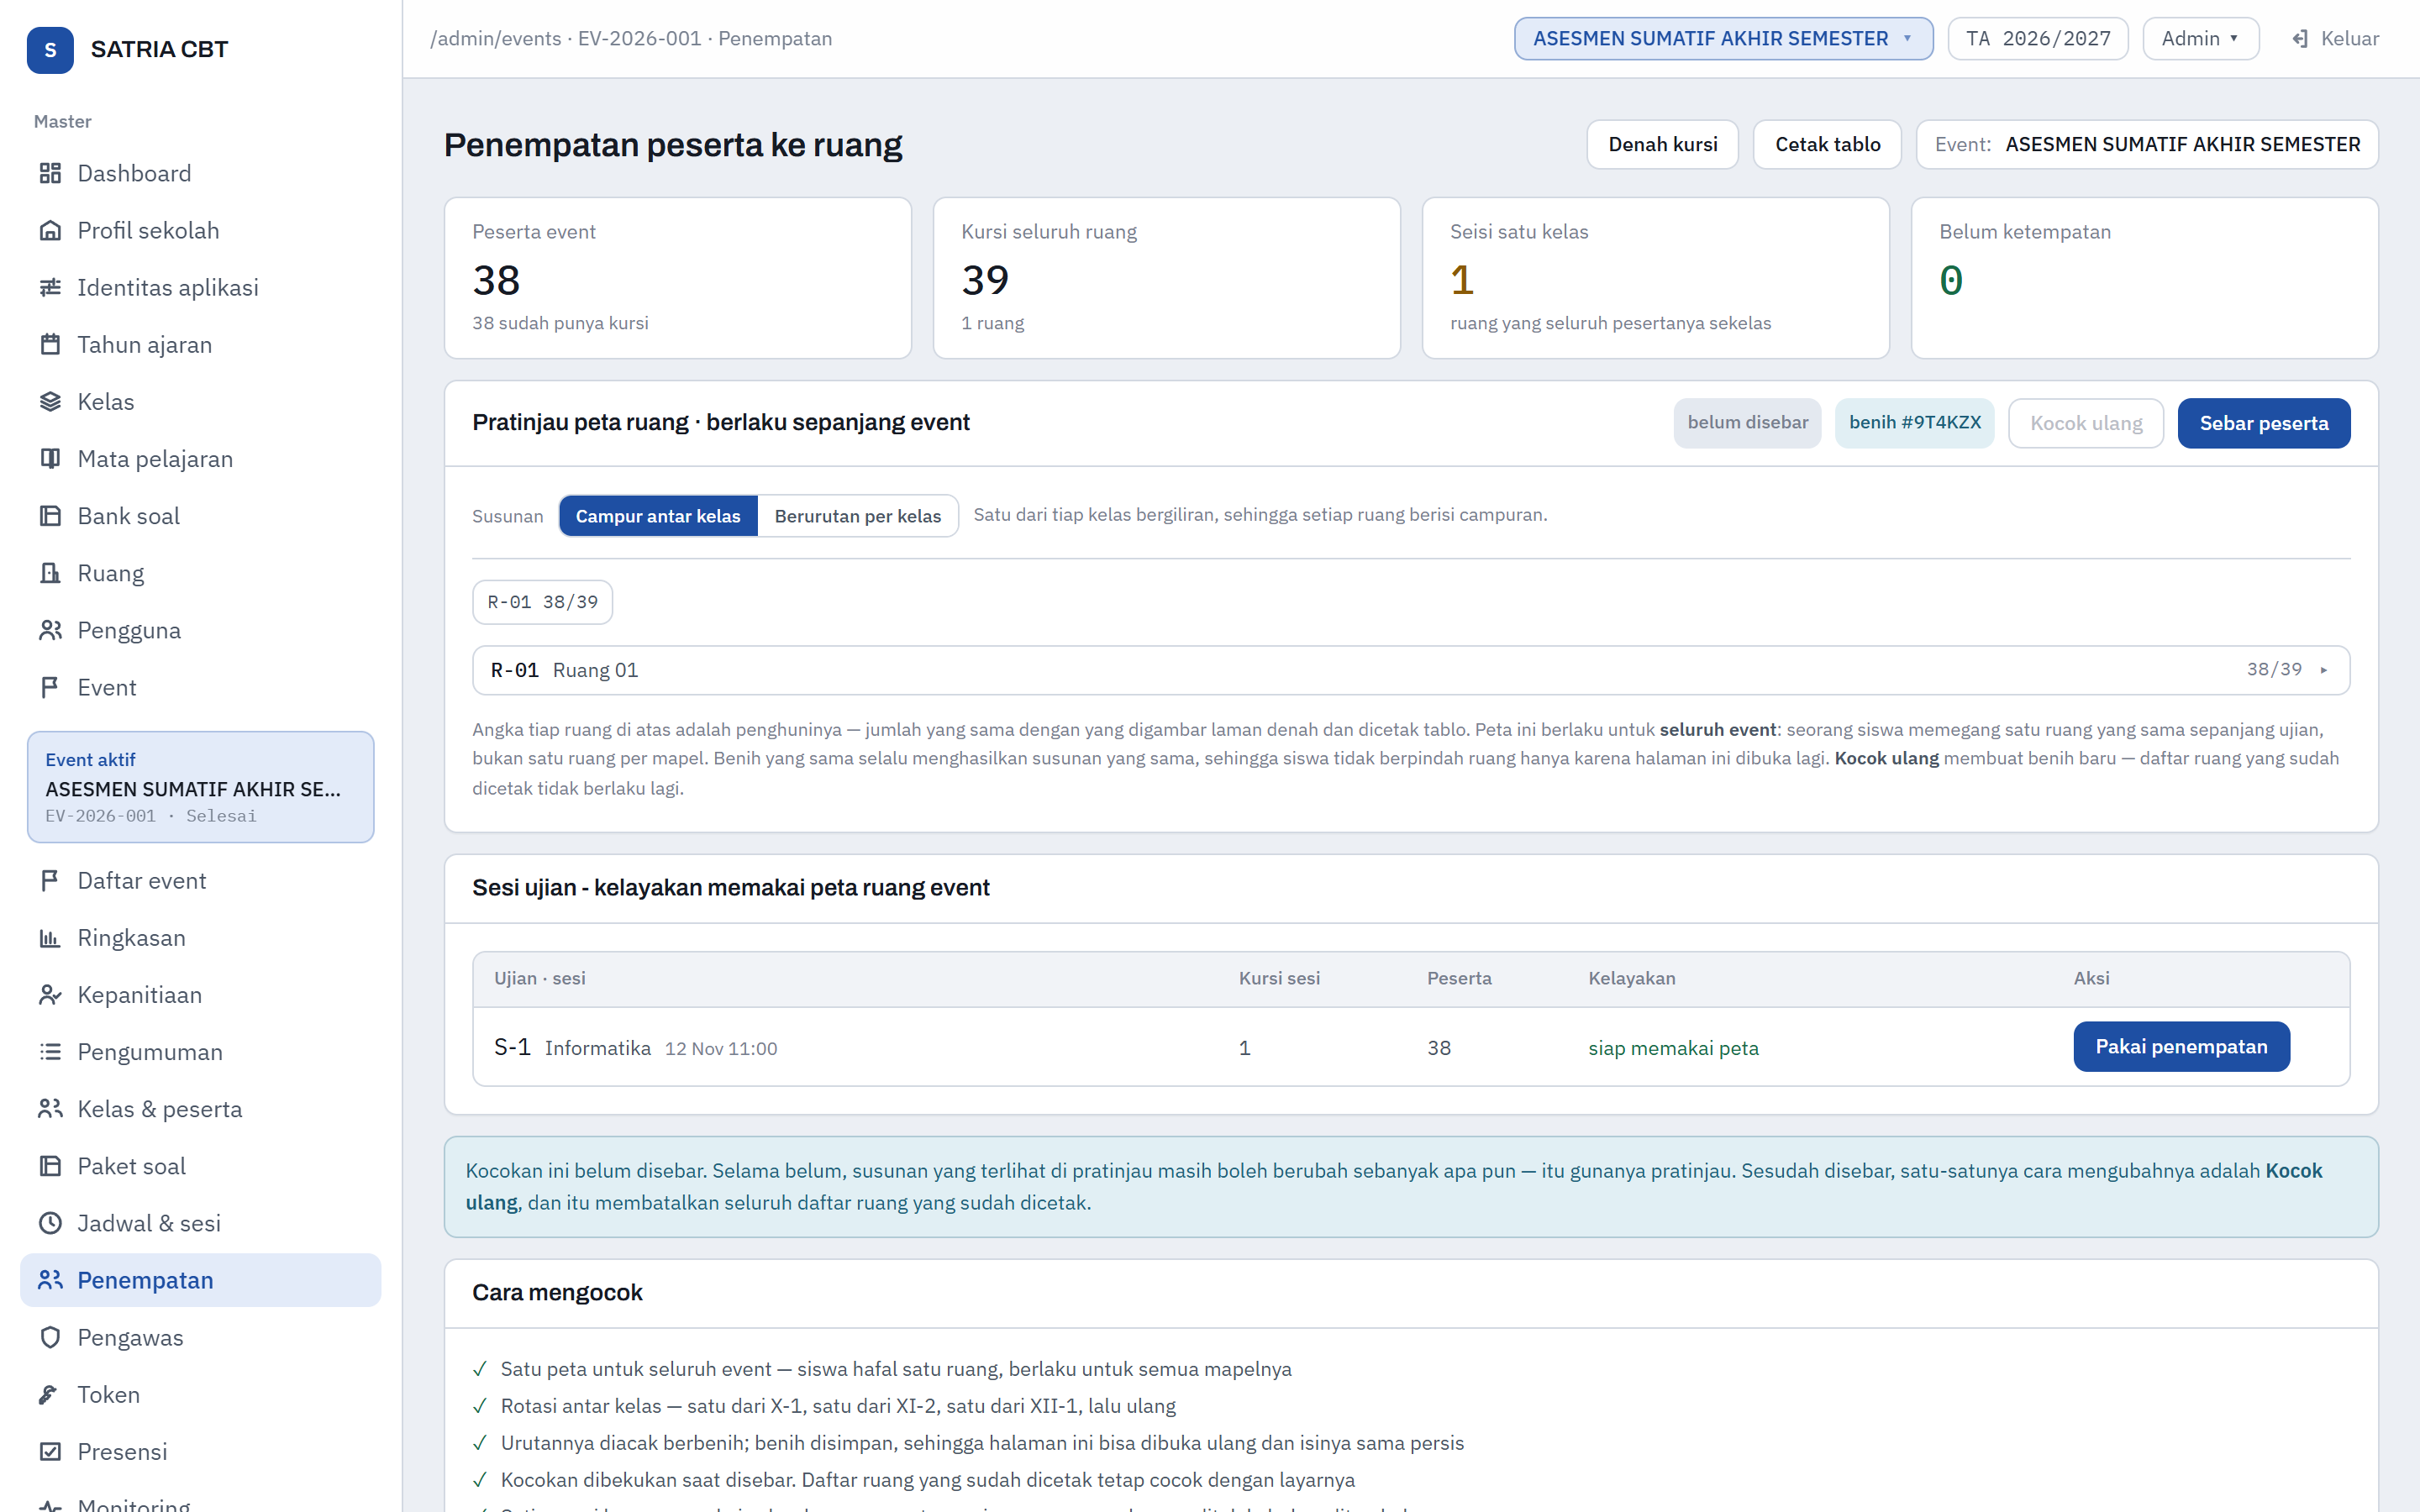 S SATRIA CBT
Master
Dashboard
Profil sekolah
Identitas aplikasi
Tahun ajaran
Kelas
Mata pelajaran
Bank soal
Ruang
Pengguna
Event
Event aktif
ASESMEN SUMATIF AKHIR SE...
EV-2026-001 · Selesai
Daftar event
Ringkasan
Kepanitiaan
Pengumuman
Kelas & peserta
Paket soal
Jadwal & sesi
Penempatan
Pengawas
Token
Presensi
Monitoring
/admin/events · EV-2026-001 · Penempatan
ASESMEN SUMATIF AKHIR SEMESTER ▾
TA 2026/2027
Admin ▾
Keluar
Penempatan peserta ke ruang
Denah kursi
Cetak tablo
Event: ASESMEN SUMATIF AKHIR SEMESTER
Peserta event
38
38 sudah punya kursi
Kursi seluruh ruang
39
1 ruang
Seisi satu kelas
1
ruang yang seluruh pesertanya sekelas
Belum ketempatan
0
Pratinjau peta ruang · berlaku sepanjang event
belum disebar
benih #9T4KZX
Kocok ulang
Sebar peserta
Susunan
Campur antar kelas
Berurutan per kelas
Satu dari tiap kelas bergiliran, sehingga setiap ruang berisi campuran.
R-01 38/39
R-01 Ruang 01
38/39 ▸
Angka tiap ruang di atas adalah penghuninya — jumlah yang sama dengan yang digambar laman denah dan dicetak tablo. Peta ini berlaku untuk seluruh event: seorang siswa memegang satu ruang yang sama sepanjang ujian,
bukan satu ruang per mapel. Benih yang sama selalu menghasilkan susunan yang sama, sehingga siswa tidak berpindah ruang hanya karena halaman ini dibuka lagi. Kocok ulang membuat benih baru — daftar ruang yang sudah
dicetak tidak berlaku lagi.
Sesi ujian - kelayakan memakai peta ruang event
Ujian · sesi Kursi sesi Peserta Kelayakan Aksi
S-1 Informatika 12 Nov 11:00 1 38 siap memakai peta Pakai penempatan
Kocokan ini belum disebar. Selama belum, susunan yang terlihat di pratinjau masih boleh berubah sebanyak apa pun — itu gunanya pratinjau. Sesudah disebar, satu-satunya cara mengubahnya adalah Kocok
ulang, dan itu membatalkan seluruh daftar ruang yang sudah dicetak.
Cara mengocok
✓ Satu peta untuk seluruh event — siswa hafal satu ruang, berlaku untuk semua mapelnya
✓ Rotasi antar kelas — satu dari X-1, satu dari XI-2, satu dari XII-1, lalu ulang
✓ Urutannya diacak berbenih; benih disimpan, sehingga halaman ini bisa dibuka ulang dan isinya sama persis
✓ Kocokan dibekukan saat disebar. Daftar ruang yang sudah dicetak tetap cocok dengan layarnya